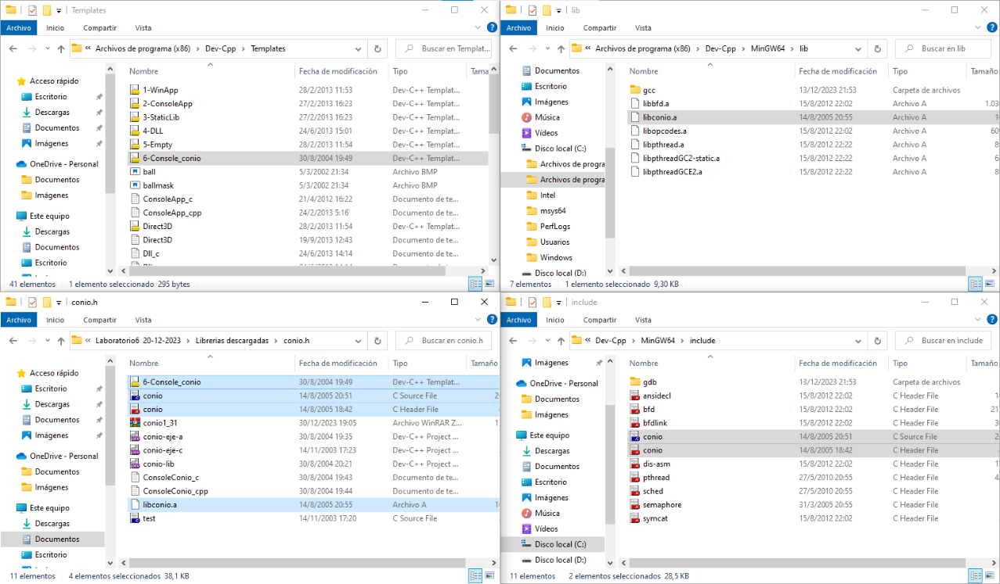 Templates
Archivo Inicio Compartir Vista
« Archivos de programa (x86) > Dev-Cpp > Templates
Buscar en Templat...
Acceso rápido
Escritorio
Descargas
Documentos
Imágenes
OneDrive - Personal
Documentos
Imágenes
Este equipo
Descargas
Documentos
Escritorio
Nombre Fecha de modificación Tipo Tama
1-WinApp 28/2/2013 11:53 Dev-C++ Templat...
2-ConsoleApp 27/2/2013 16:23 Dev-C++ Templat...
3-StaticLib 27/2/2013 16:23 Dev-C++ Templat...
4-DLL 24/6/2013 15:01 Dev-C++ Templat...
5-Empty 28/2/2013 11:54 Dev-C++ Templat...
6-Console_conio 30/8/2004 19:49 Dev-C++ Templat...
ball 5/3/2002 21:34 Archivo BMP
ballmask 5/3/2002 21:34 Archivo BMP
ConsoleApp_c 21/4/2012 16:22 Documento de te...
ConsoleApp_cpp 24/2/2013 5:16 Documento de te...
Direct3D 28/2/2013 11:54 Dev-C++ Templat...
Direct3D 19/9/2013 12:43 Documento de te...
Dll_c 24/6/2013 14:14 Documento de te...
41 elementos 1 elemento seleccionado 295 bytes
lib
Archivo Inicio Compartir Vista
« Archivos de programa (x86) > Dev-Cpp > MinGW64 > lib
Buscar en lib
Documentos
Escritorio
Imágenes
Música
Vídeos
Disco local (C:)
Archivos de progra
Archivos de progra
Intel
msys64
PerfLogs
Usuarios
Windows
Disco local (D:)
Nombre Fecha de modificación Tipo Tamaño
gcc 13/12/2023 21:53 Carpeta de archivos
libbfd.a 15/8/2012 22:02 Archivo A 1.03
libconio.a 14/8/2005 20:55 Archivo A
libopcodes.a 15/8/2012 22:02 Archivo A 60
libpthread.a 15/8/2012 22:22 Archivo A
libpthreadGC2-static.a 15/8/2012 22:22 Archivo A
libpthreadGCE2.a 15/8/2012 22:22 Archivo A
7 elementos 1 elemento seleccionado 9,30 KB
conio.h
Archivo Inicio Compartir Vista
« Laboratorio6 20-12-2023 > Librerias descargadas > conio.h
Buscar en conio.h
Acceso rápido
Escritorio
Descargas
Documentos
Imágenes
OneDrive - Personal
Documentos
Imágenes
Este equipo
Descargas
Documentos
Escritorio
Nombre Fecha de modificación Tipo Tamaño
6-Console_conio 30/8/2004 19:49 Dev-C++ Templat...
conio 14/8/2005 20:51 C Source File
conio 14/8/2005 18:42 C Header File
conio1_31 30/12/2023 19:05 Archivo WinRAR Z...
conio-eje-a 30/8/2004 19:35 Dev-C++ Project ...
conio-eje-c 14/11/2003 17:23 Dev-C++ Project ...
conio-lib 30/8/2004 20:21 Dev-C++ Project ...
ConsoleConio_c 30/8/2004 19:43 Documento de te...
ConsoleConio_cpp 30/8/2004 19:44 Documento de te...
libconio.a 14/8/2005 20:55 Archivo A
test 14/11/2003 17:20 C Source File
11 elementos 4 elementos seleccionados 38,1 KB
include
Archivo Inicio Compartir Vista
« Dev-Cpp > MinGW64 > include
Buscar en include
Imágenes
OneDrive - Personal
Documentos
Imágenes
Este equipo
Descargas
Documentos
Escritorio
Imágenes
Música
Vídeos
Disco local (C:)
Disco local (D:)
Nombre Fecha de modificación Tipo Tamaño
gdb 13/12/2023 21:53 Carpeta de archivos
ansidecl 15/8/2012 22:02 C Header File
bfd 15/8/2012 22:02 C Header File
bfdlink 15/8/2012 22:02 C Header File
conio 14/8/2005 20:51 C Source File
conio 14/8/2005 18:42 C Header File
dis-asm 15/8/2012 22:02 C Header File
pthread 27/5/2010 20:55 C Header File
sched 27/5/2010 20:55 C Header File
semaphore 31/3/2005 20:55 C Header File
symcat 15/8/2012 22:02 C Header File
11 elementos 2 elementos seleccionados 28,5 KB